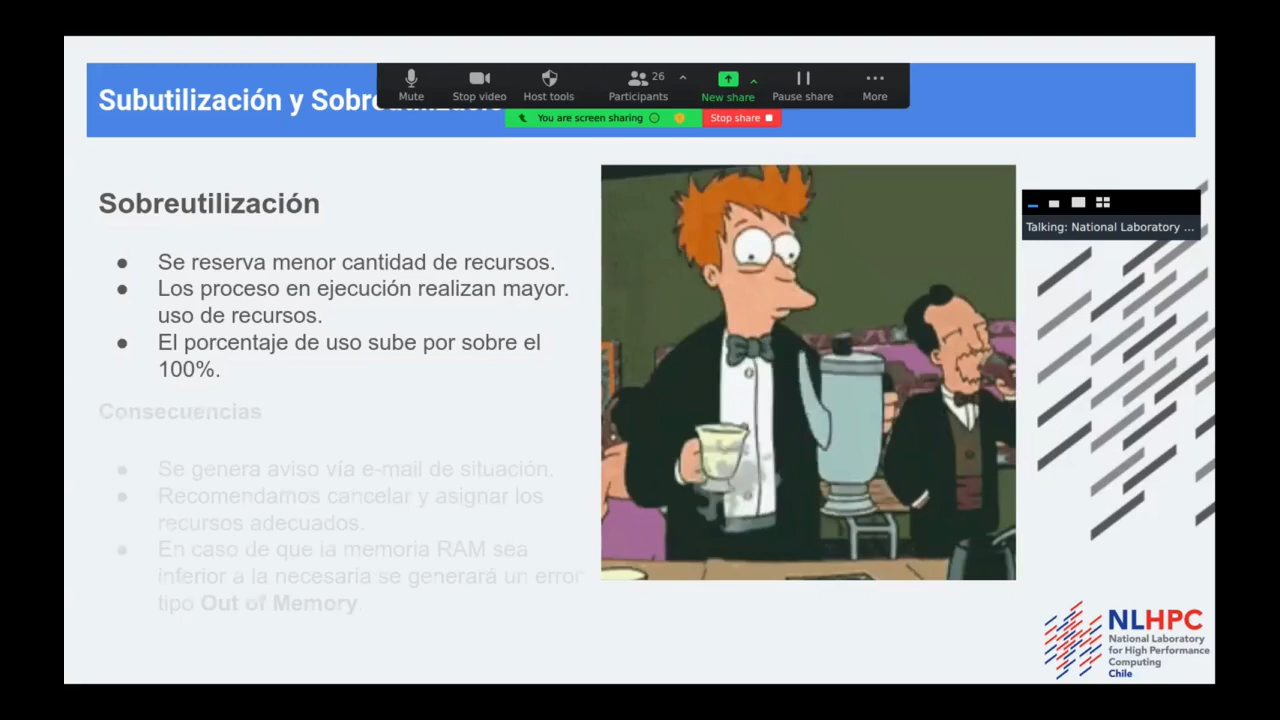 Mute
Stop video
Host tools
Participants
26
New share
Pause share
More
You are screen sharing
Stop share
Subutilización y
Talking: National Laboratory ...
Sobreutilización
● Se reserva menor cantidad de recursos.
● Los proceso en ejecución realizan mayor.
uso de recursos.
● El porcentaje de uso sube por sobre el
100%.
Consecuencias
● Se genera aviso vía e-mail de situación.
● Recomendamos cancelar y asignar los
recursos adecuados.
● En caso de que la memoria RAM sea
inferior a la necesaria se generará un error
tipo Out of Memory
NLHPC
National Laboratory
for High Performance
Computing
Chile